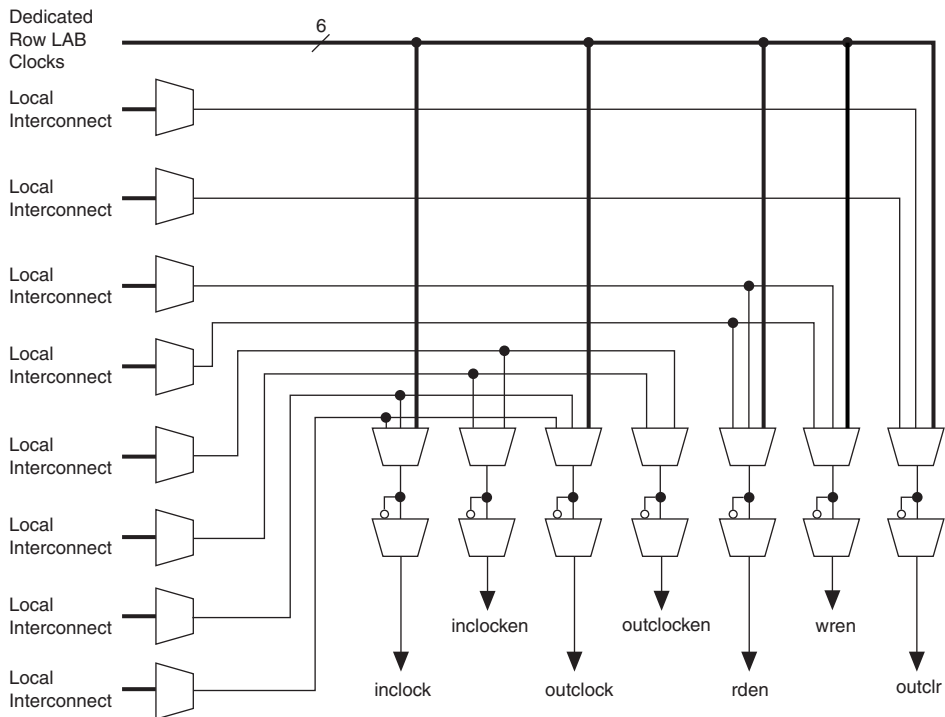 Dedicated
Row LAB
Clocks
6
Local
Interconnect
Local
Interconnect
Local
Interconnect
Local
Interconnect
Local
Interconnect
Local
Interconnect
Local
Interconnect
Local
Interconnect
inclocken
outclocken
wren
inclock
outclock
rden
outclr